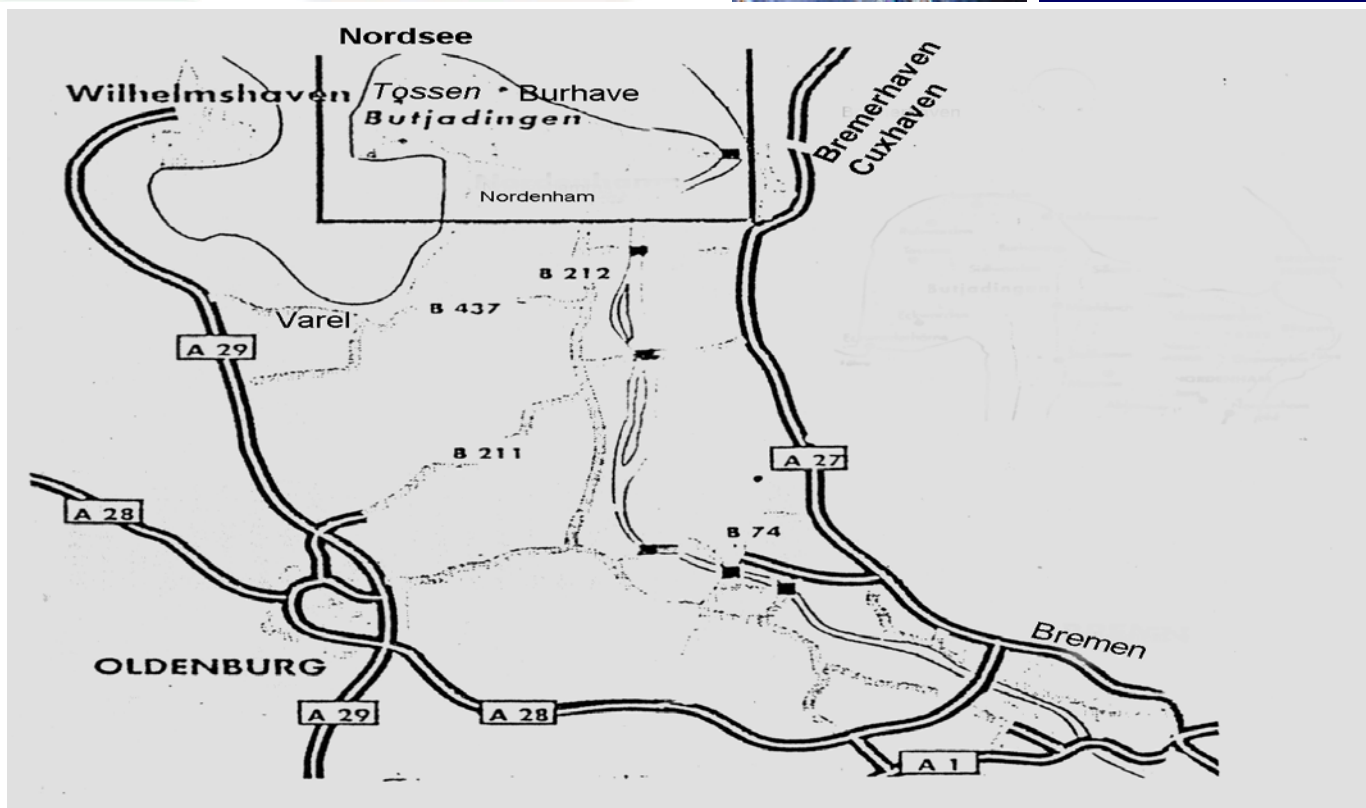 Nordsee
Wilhelmshaven
Tossen
Burhave
Butjadingen
Bremerhaven
Cuxhaven
Nordenham
B 212
B 437
Varel
A 29
B 211
A 27
A 28
B 74
Bremen
OLDENBURG
A 29
A 28
A 1